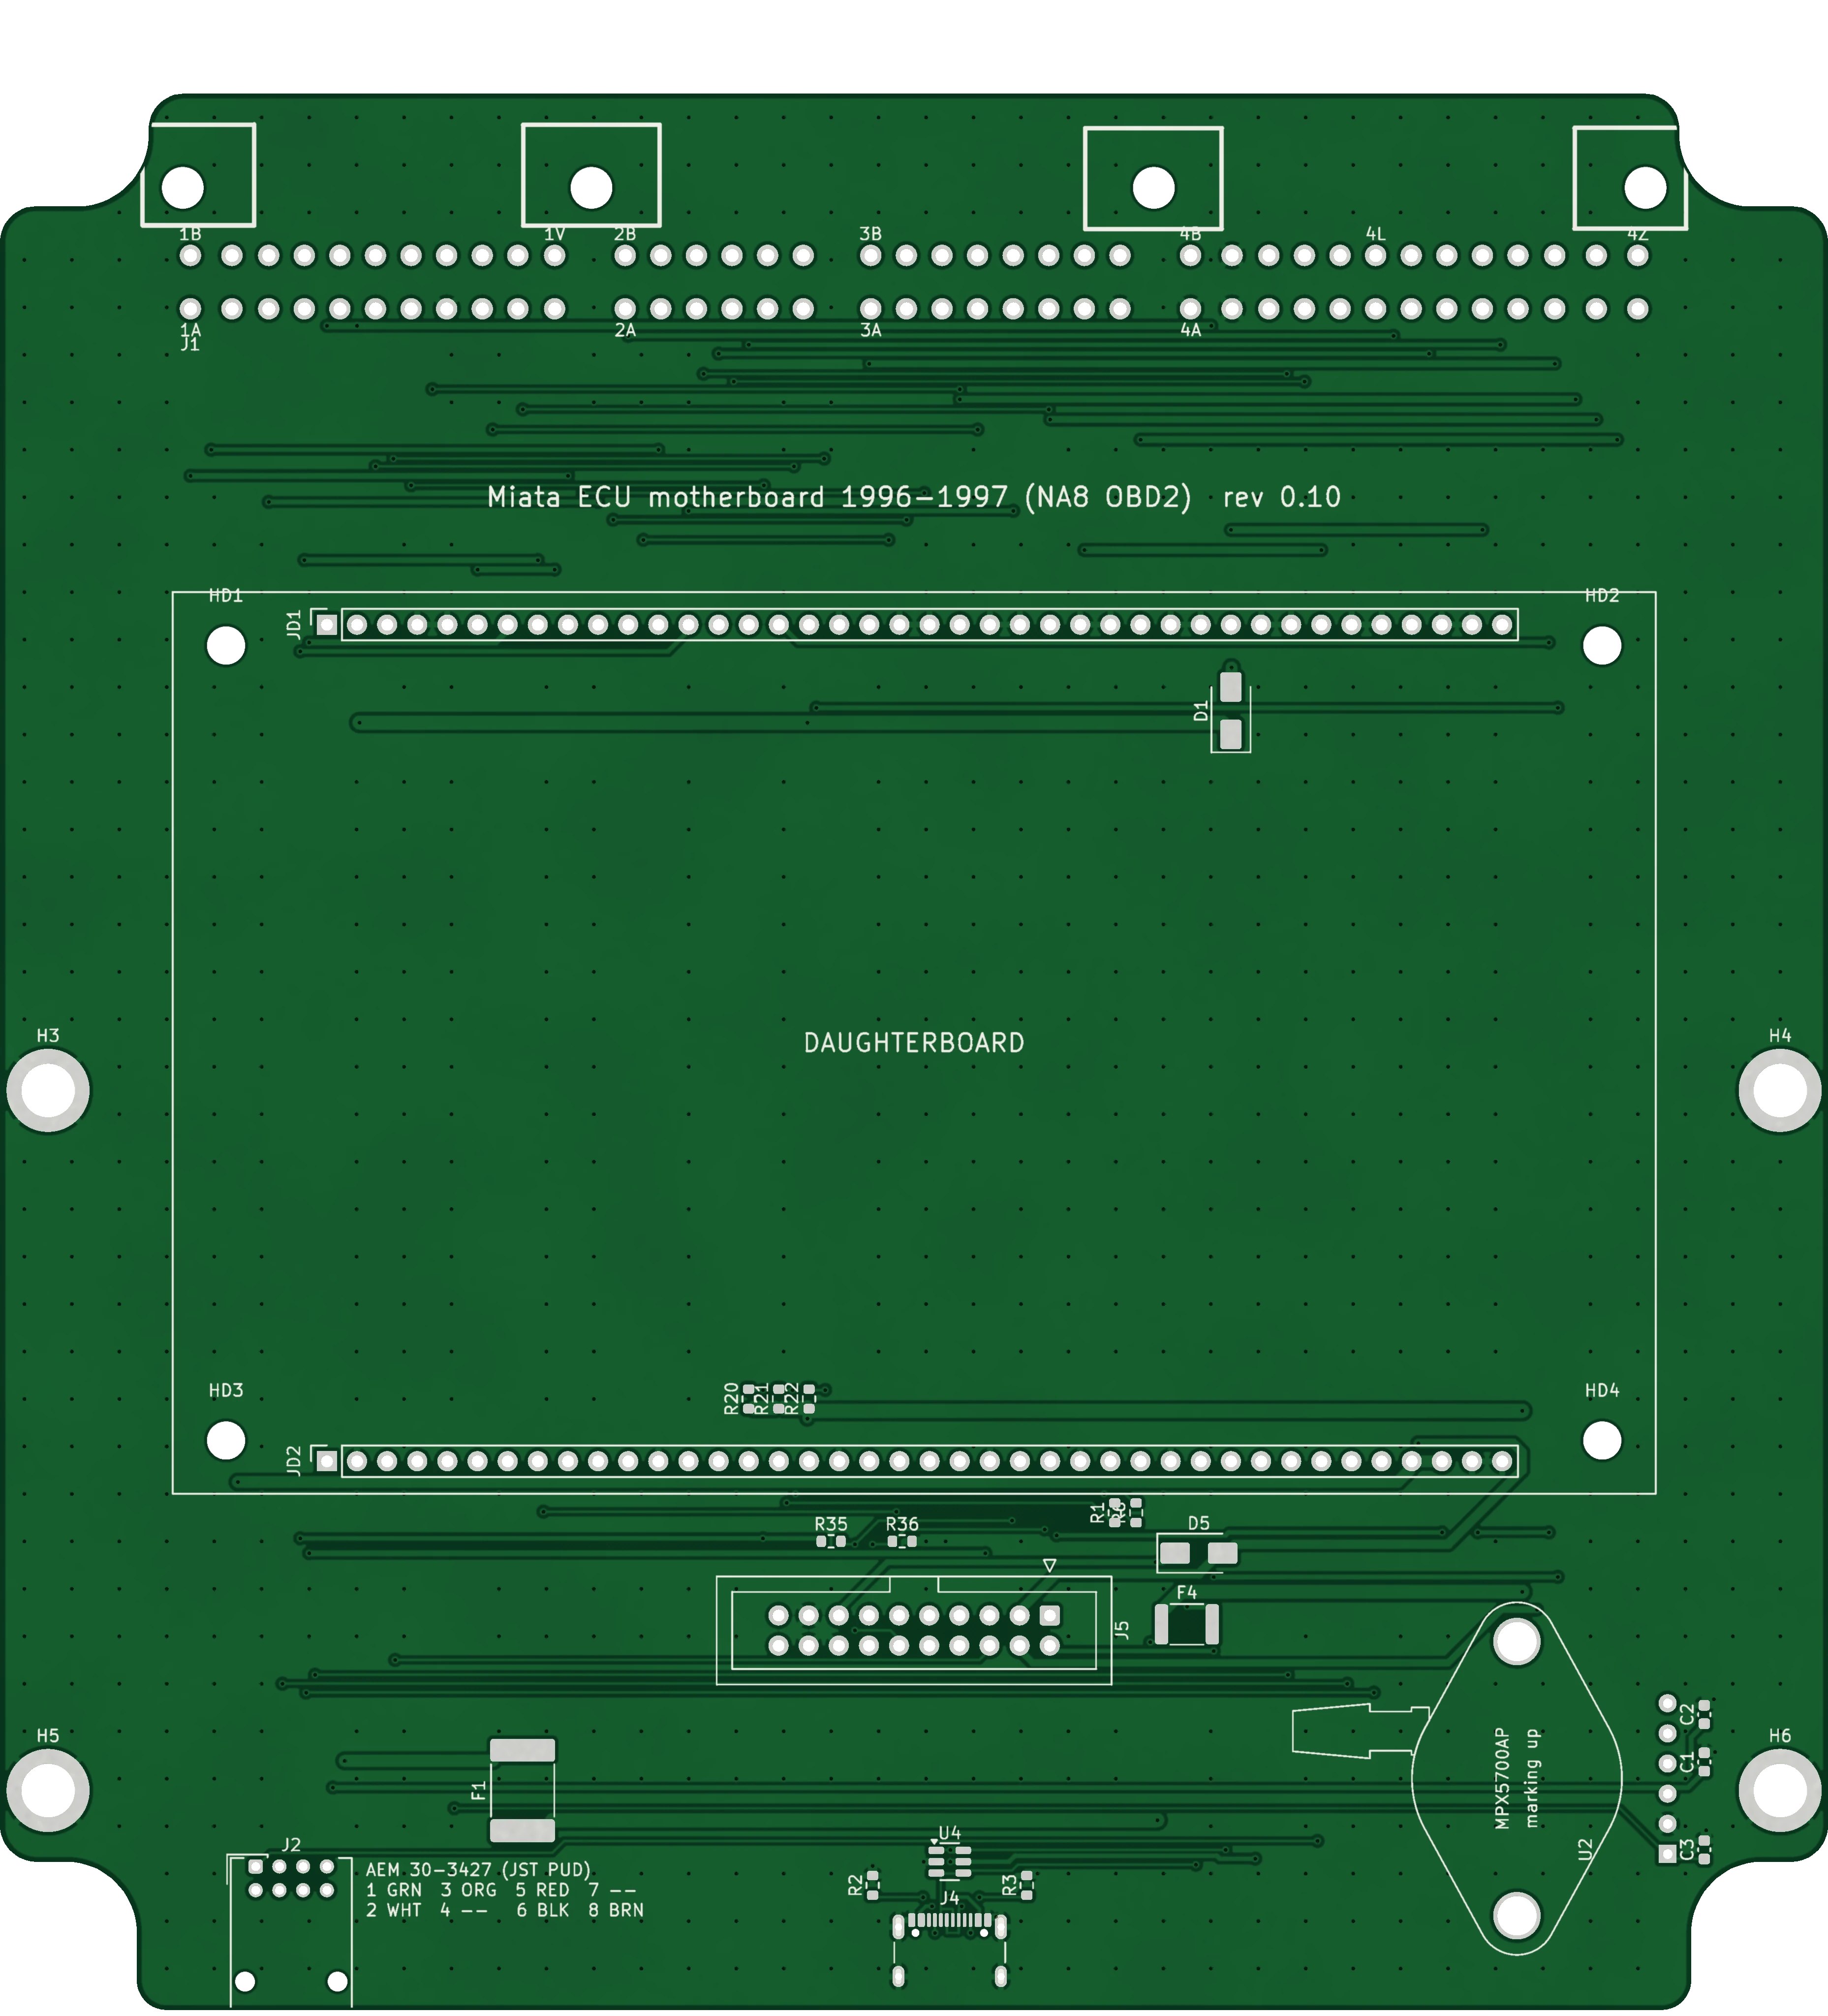 1B 1V 2B 3B 4B 4L 4Z
1A 2A 3A 4A
J1
Miata ECU motherboard 1996-1997 (NA8 OBD2) rev 0.10
HD1 HD2
JD1
D1
DAUGHTERBOARD
H3 H4
HD3 HD4
R20 R21 R22
JD2
R1
R35 R36 D5
F4
J5
H5 H6
C2
C1
MPX5700AP
marking up
F1
U4
U2 C3
J2
AEM 30-3427 (JST PUD)
1 GRN 3 ORG 5 RED 7 --
2 WHT 4 -- 6 BLK 8 BRN
R2 R3
J4